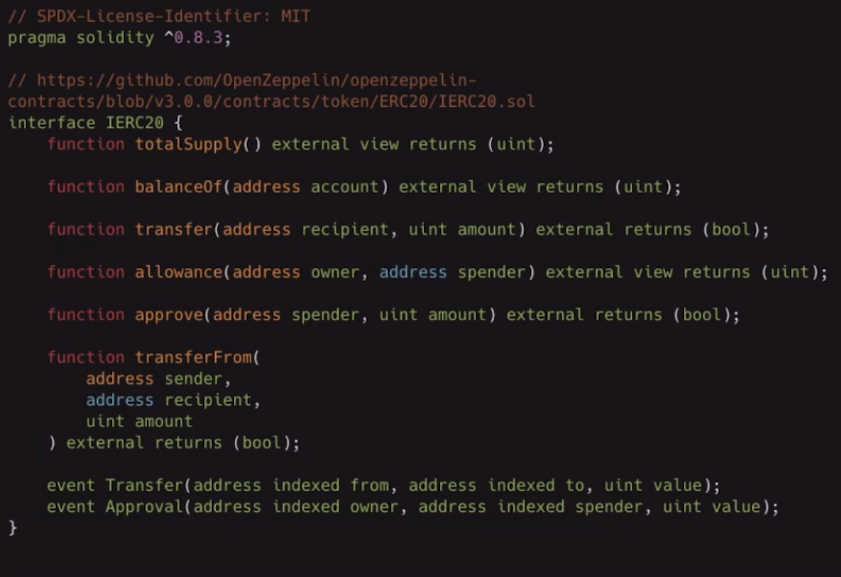 // SPDX-License-Identifier: MIT
pragma solidity ^0.8.3;
// https://github.com/OpenZeppelin/openzeppelin-
contracts/blob/v3.0.0/contracts/token/ERC20/IERC20.sol
interface IERC20 {
    function totalSupply() external view returns (uint);
    function balanceOf(address account) external view returns (uint);
    function transfer(address recipient, uint amount) external returns (bool);
    function allowance(address owner, address spender) external view returns (uint);
    function approve(address spender, uint amount) external returns (bool);
    function transferFrom(
        address sender,
        address recipient,
        uint amount
    ) external returns (bool);
    event Transfer(address indexed from, address indexed to, uint value);
    event Approval(address indexed owner, address indexed spender, uint value);
}